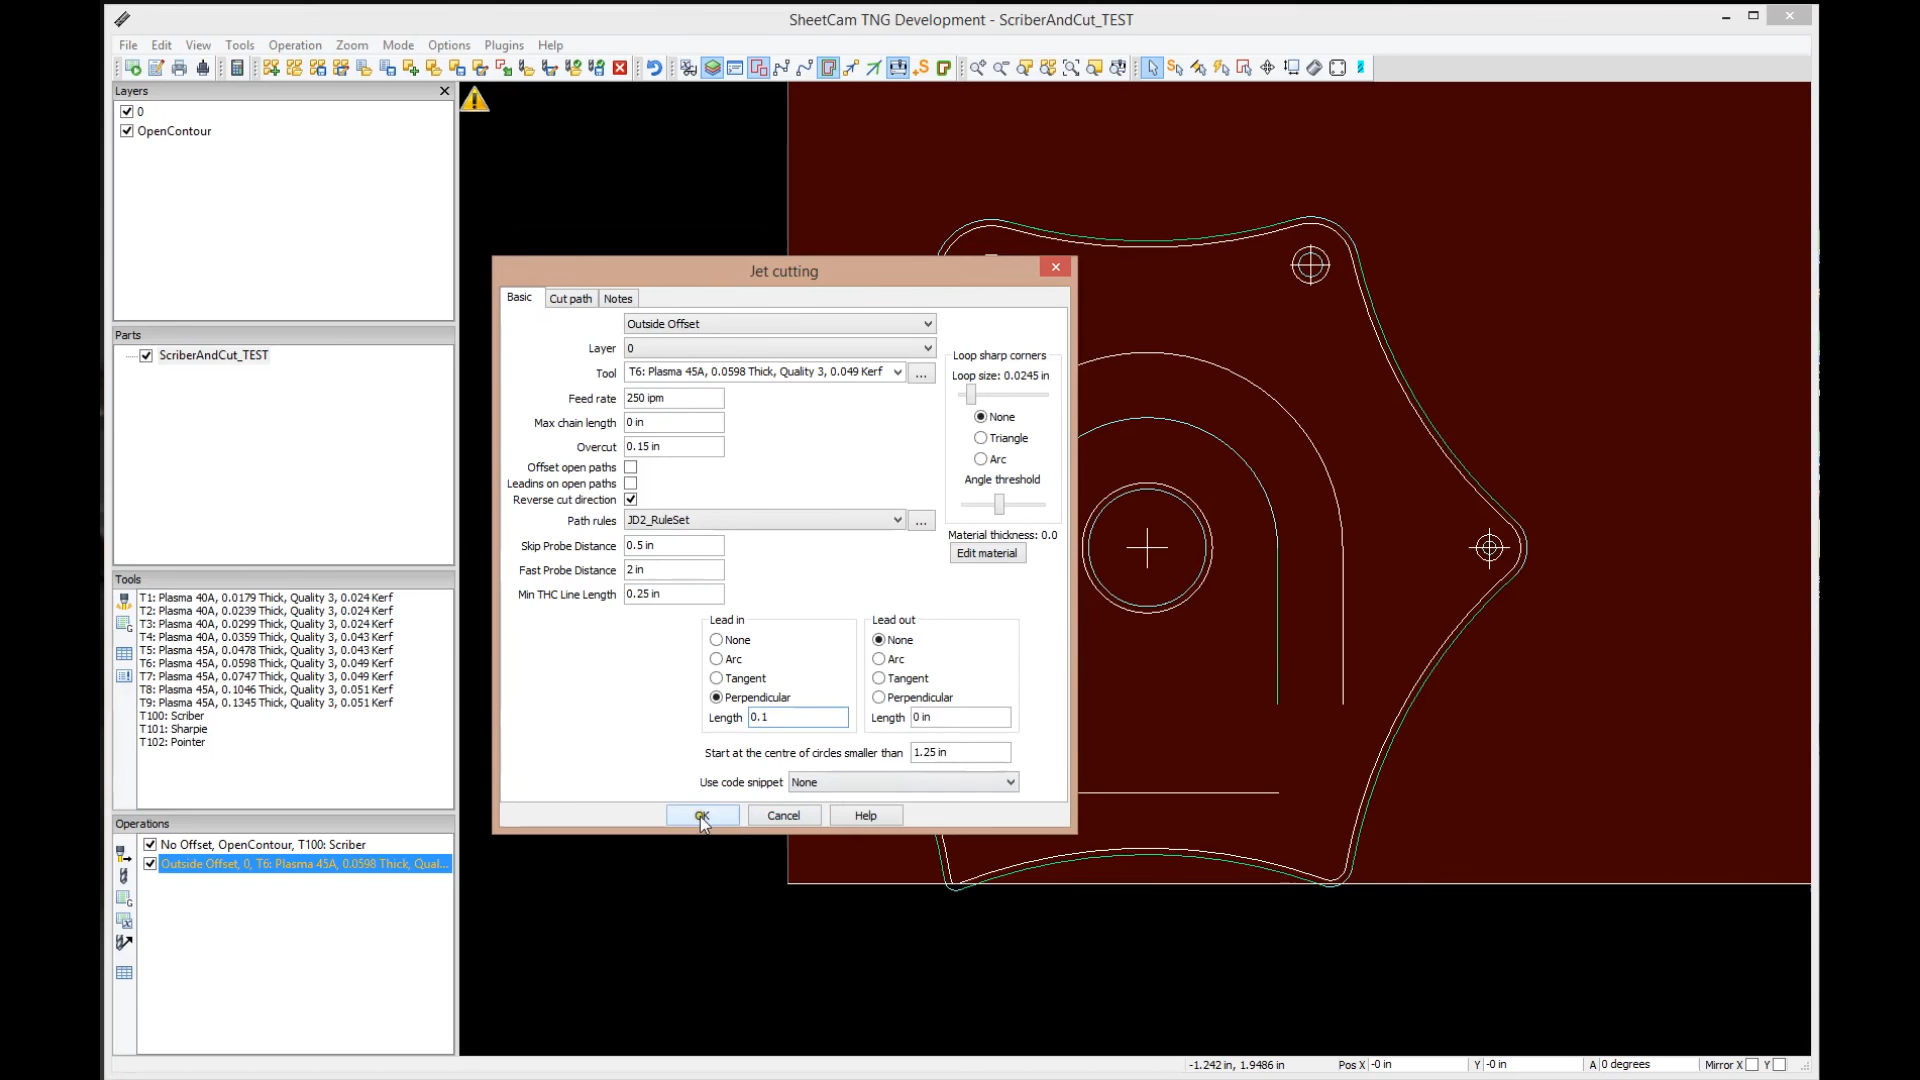 SheetCam TNG Development - ScriberAndCut_TEST
File Edit View Tools Operation Zoom Mode Options Plugins Help
Layers
0
OpenContour
Parts
ScriberAndCut_TEST
Tools
T1: Plasma 40A, 0.0179 Thick, Quality 3, 0.024 Kerf
T2: Plasma 40A, 0.0239 Thick, Quality 3, 0.024 Kerf
T3: Plasma 40A, 0.0299 Thick, Quality 3, 0.024 Kerf
T4: Plasma 40A, 0.0359 Thick, Quality 3, 0.043 Kerf
T5: Plasma 45A, 0.0478 Thick, Quality 3, 0.043 Kerf
T6: Plasma 45A, 0.0598 Thick, Quality 3, 0.049 Kerf
T7: Plasma 45A, 0.0747 Thick, Quality 3, 0.049 Kerf
T8: Plasma 45A, 0.1046 Thick, Quality 3, 0.051 Kerf
T9: Plasma 45A, 0.1345 Thick, Quality 3, 0.051 Kerf
T100: Scriber
T101: Sharpie
T102: Pointer
Operations
No Offset, OpenContour, T100: Scriber
Outside Offset, 0, T6: Plasma 45A, 0.0598 Thick, Qual...
Jet cutting
Basic Cut path Notes
Outside Offset
Layer 0
Tool T6: Plasma 45A, 0.0598 Thick, Quality 3, 0.049 Kerf ...
Feed rate 250 ipm
Max chain length 0 in
Overcut 0.15 in
Offset open paths
Leadins on open paths
Reverse cut direction
Path rules JD2_RuleSet ...
Skip Probe Distance 0.5 in
Fast Probe Distance 2 in
Min THC Line Length 0.25 in
Loop sharp corners
Loop size: 0.0245 in
None
Triangle
Arc
Angle threshold
Material thickness: 0.0
Edit material
Lead in
None
Arc
Tangent
Perpendicular
Length 0.1
Lead out
None
Arc
Tangent
Perpendicular
Length 0 in
Start at the centre of circles smaller than 1.25 in
Use code snippet None
OK Cancel Help
-1.242 in, 1.9486 in Pos X -0 in Y -0 in A 0 degrees Mirror X Y